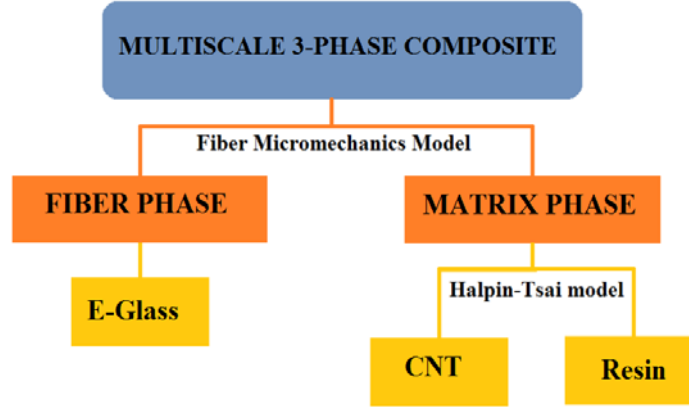 MULTISCALE 3-PHASE COMPOSITE
Fiber Micromechanics Model
FIBER PHASE
MATRIX PHASE
E-Glass
Halpin-Tsai model
CNT
Resin